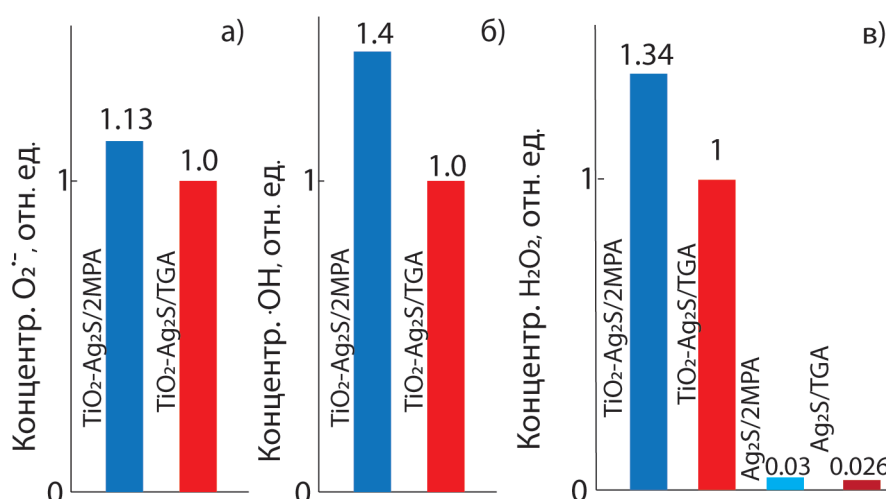 а)
Концентр. O₂˙⁻, отн. ед.
1
0
1.13
1.0
TiO₂-Ag₂S/2MPA
TiO₂-Ag₂S/TGA
б)
Концентр. ·OH, отн. ед.
1
0
1.4
1.0
TiO₂-Ag₂S/2MPA
TiO₂-Ag₂S/TGA
в)
Концентр. H₂O₂, отн. ед.
1
0
1.34
1
0.03
0.026
TiO₂-Ag₂S/2MPA
TiO₂-Ag₂S/TGA
Ag₂S/2MPA
Ag₂S/TGA